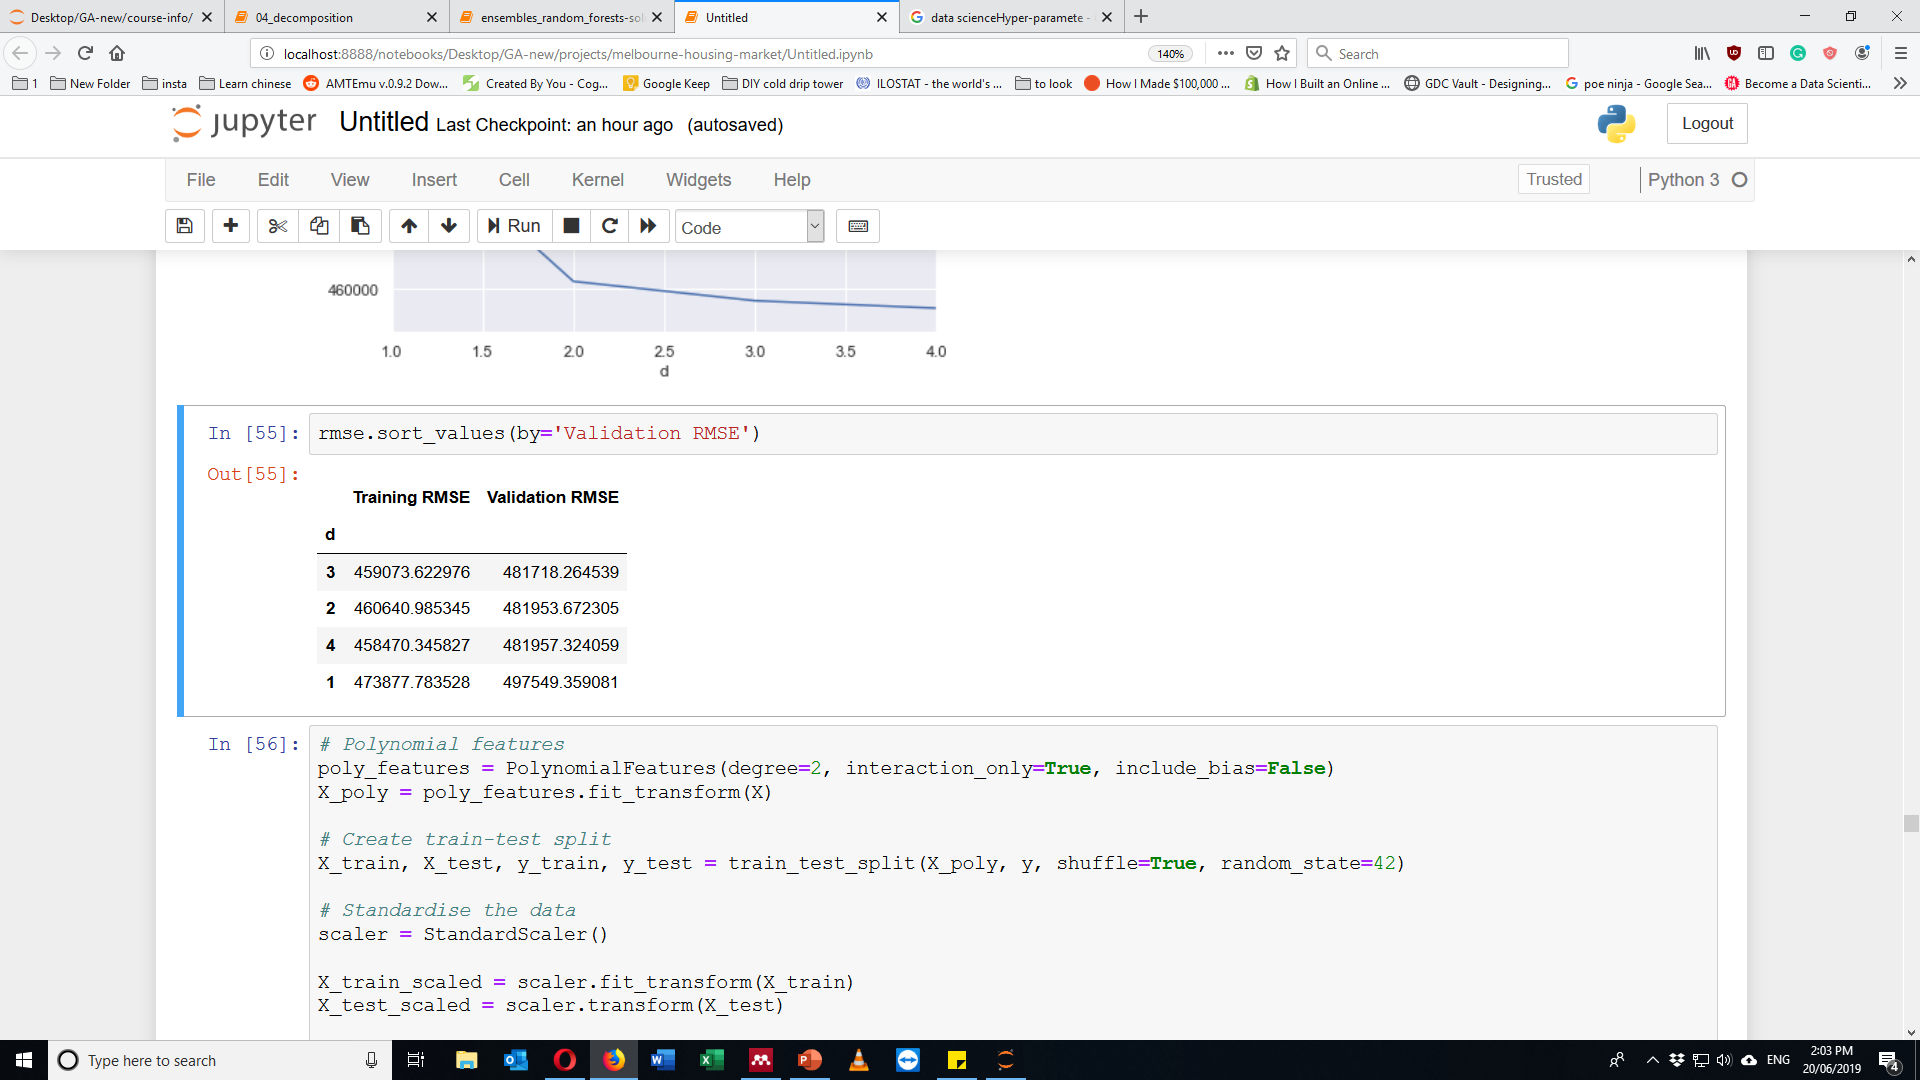 Desktop/GA-new/course-info/
04_decomposition
ensembles_random_forests-sol
Untitled
data scienceHyper-paramete -
localhost:8888/notebooks/Desktop/GA-new/projects/melbourne-housing-market/Untitled.ipynb
140%
Search
1
New Folder
insta
Learn chinese
AMTEmu v.0.9.2 Dow...
Created By You - Cog...
Google Keep
DIY cold drip tower
ILOSTAT - the world's ...
to look
How I Made $100,000 ...
How I Built an Online ...
GDC Vault - Designing...
poe ninja - Google Sea...
Become a Data Scienti...
jupyter Untitled Last Checkpoint: an hour ago (autosaved)
Logout
File Edit View Insert Cell Kernel Widgets Help
Trusted
Python 3
Run
Code
460000
1.0 1.5 2.0 2.5 3.0 3.5 4.0
d
In [55]: rmse.sort_values(by='Validation RMSE')
Out[55]:
Training RMSE Validation RMSE
d
3 459073.622976 481718.264539
2 460640.985345 481953.672305
4 458470.345827 481957.324059
1 473877.783528 497549.359081
In [56]: # Polynomial features
poly_features = PolynomialFeatures(degree=2, interaction_only=True, include_bias=False)
X_poly = poly_features.fit_transform(X)
# Create train-test split
X_train, X_test, y_train, y_test = train_test_split(X_poly, y, shuffle=True, random_state=42)
# Standardise the data
scaler = StandardScaler()
X_train_scaled = scaler.fit_transform(X_train)
X_test_scaled = scaler.transform(X_test)
Type here to search
ENG
2:03 PM
20/06/2019
4